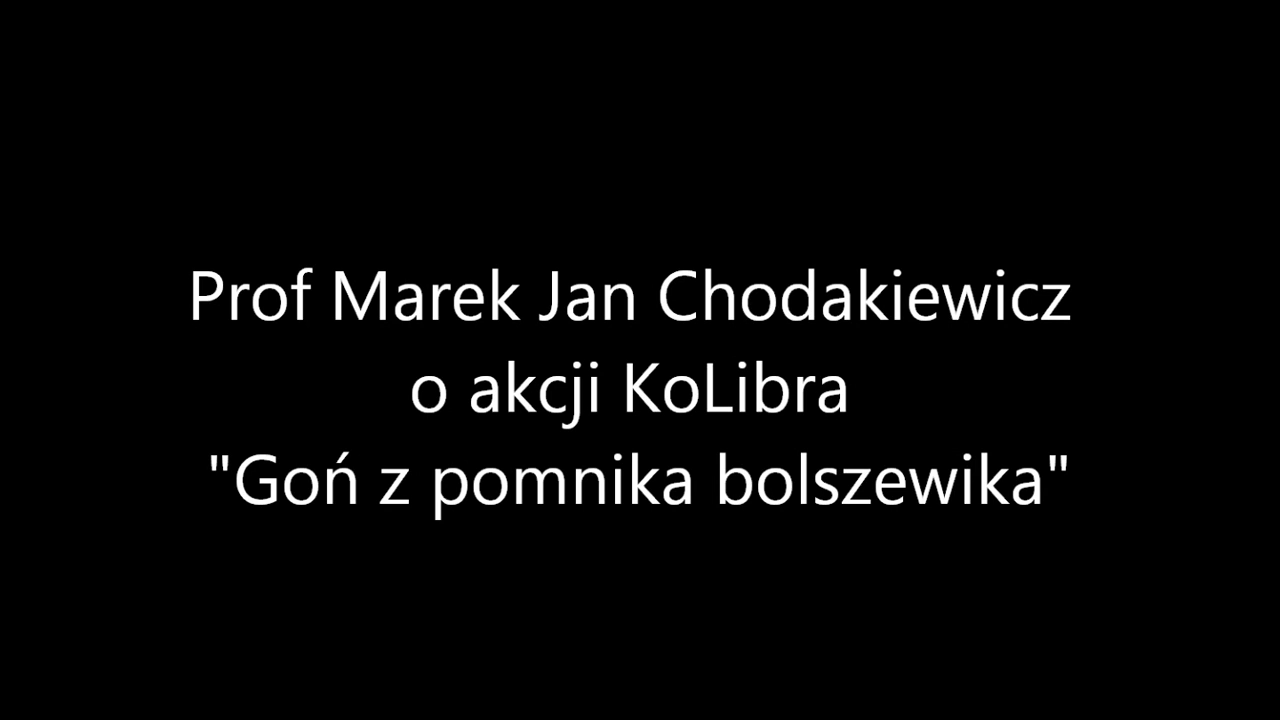 Prof Marek Jan Chodakiewicz
o akcji KoLibra
"Goń z pomnika bolszewika"